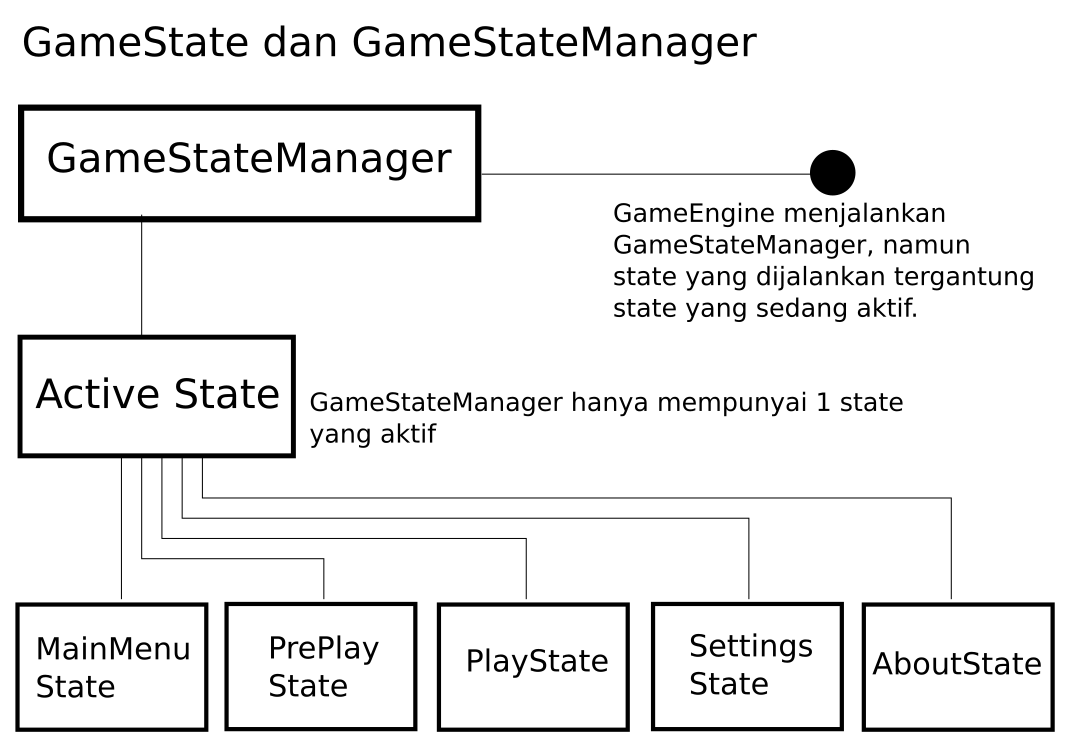 GameState dan GameStateManager
GameStateManager
GameEngine menjalankan
GameStateManager, namun
state yang dijalankan tergantung
state yang sedang aktif.
Active State
GameStateManager hanya mempunyai 1 state
yang aktif
MainMenu
State
PrePlay
State
PlayState
Settings
State
AboutState